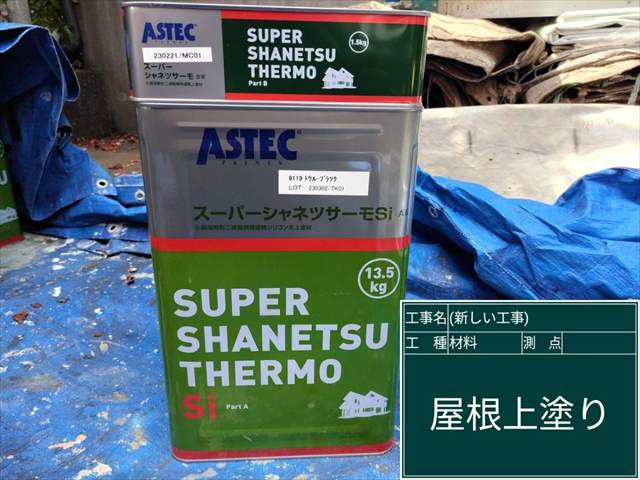 ASTEC
230221/MC01
スーパー
シャネツサーモ
SUPER
SHANETSU
THERMO
Part B
1.5kg
ASTEC
PAINTS
9119 トゥルーブラック
LOT: 230302/TK01
スーパーシャネツサーモSi A
13.5
kg
SUPER
SHANETSU
THERMO
Si
Part A
工事名 (新しい工事)
工 種 材料 測 点
屋根上塗り